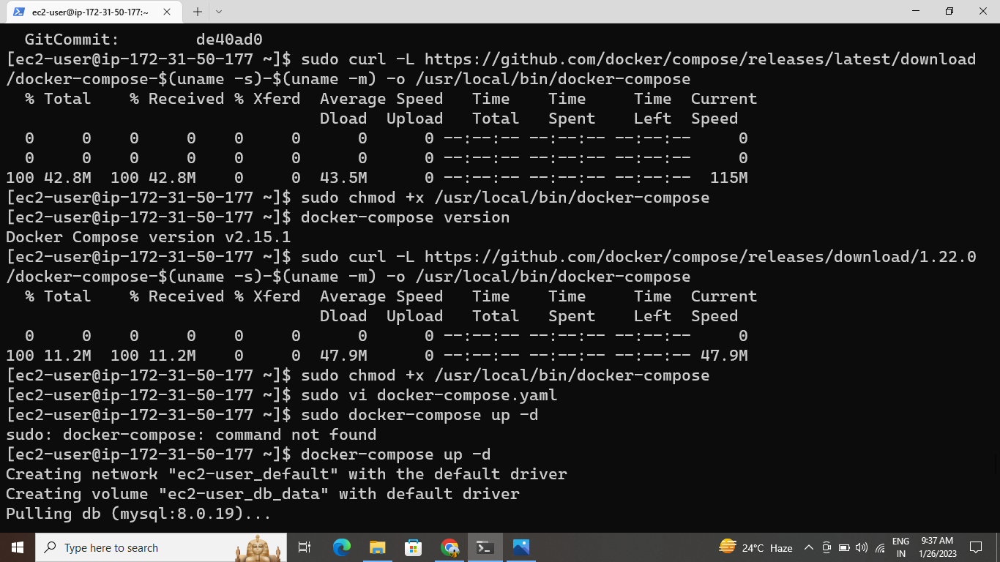 ec2-user@ip-172-31-50-177:~
GitCommit:        de40ad0
[ec2-user@ip-172-31-50-177 ~]$ sudo curl -L https://github.com/docker/compose/releases/latest/download
/docker-compose-$(uname -s)-$(uname -m) -o /usr/local/bin/docker-compose
  % Total    % Received % Xferd  Average Speed   Time    Time     Time  Current
                                 Dload  Upload   Total   Spent    Left  Speed
  0     0    0     0    0     0      0      0 --:--:-- --:--:-- --:--:--     0
  0     0    0     0    0     0      0      0 --:--:-- --:--:-- --:--:--     0
100 42.8M  100 42.8M    0     0  43.5M      0 --:--:-- --:--:-- --:--:--  115M
[ec2-user@ip-172-31-50-177 ~]$ sudo chmod +x /usr/local/bin/docker-compose
[ec2-user@ip-172-31-50-177 ~]$ docker-compose version
Docker Compose version v2.15.1
[ec2-user@ip-172-31-50-177 ~]$ sudo curl -L https://github.com/docker/compose/releases/download/1.22.0
/docker-compose-$(uname -s)-$(uname -m) -o /usr/local/bin/docker-compose
  % Total    % Received % Xferd  Average Speed   Time    Time     Time  Current
                                 Dload  Upload   Total   Spent    Left  Speed
  0     0    0     0    0     0      0      0 --:--:-- --:--:-- --:--:--     0
100 11.2M  100 11.2M    0     0  47.9M      0 --:--:-- --:--:-- --:--:-- 47.9M
[ec2-user@ip-172-31-50-177 ~]$ sudo chmod +x /usr/local/bin/docker-compose
[ec2-user@ip-172-31-50-177 ~]$ sudo vi docker-compose.yaml
[ec2-user@ip-172-31-50-177 ~]$ sudo docker-compose up -d
sudo: docker-compose: command not found
[ec2-user@ip-172-31-50-177 ~]$ docker-compose up -d
Creating network "ec2-user_default" with the default driver
Creating volume "ec2-user_db_data" with default driver
Pulling db (mysql:8.0.19)...
Type here to search
24°C Haze
ENG
IN
9:37 AM
1/26/2023